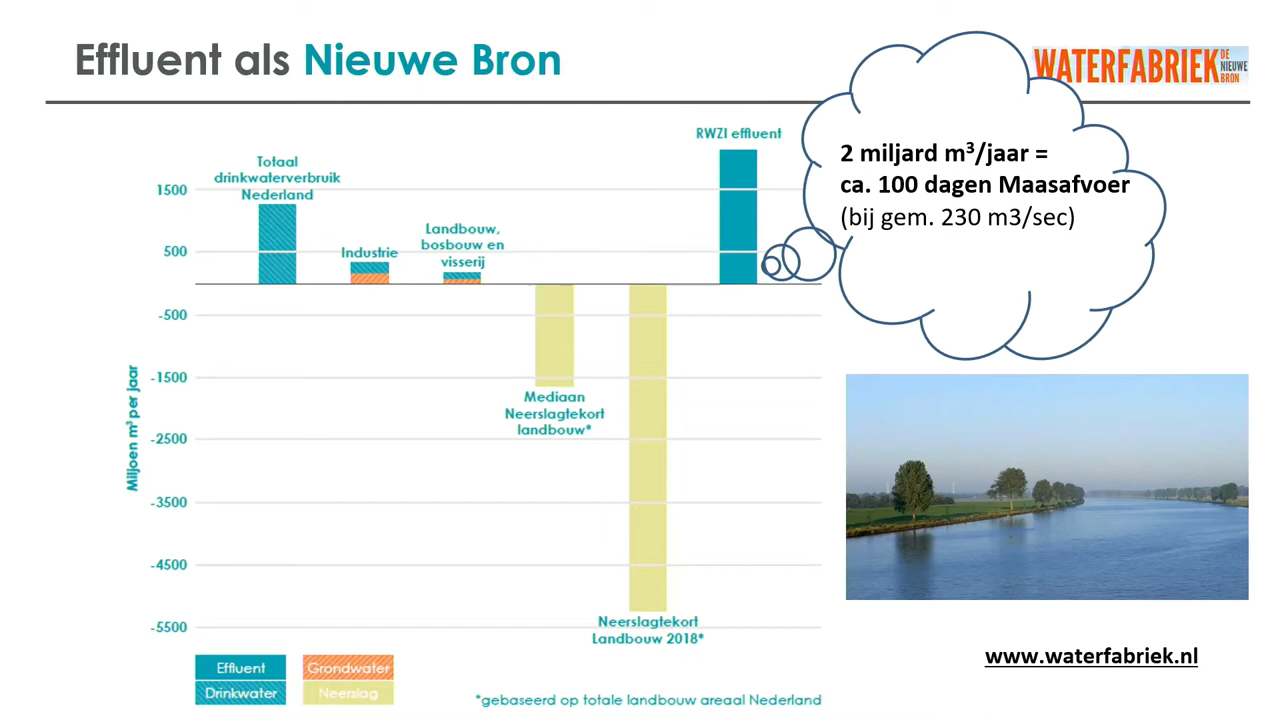 Effluent als Nieuwe Bron
WATERFABRIEK
DE
NIEUWE
BRON
2 miljard m³/jaar =
ca. 100 dagen Maasafvoer
(bij gem. 230 m3/sec)
RWZI effluent
Totaal
drinkwaterverbruik
Nederland
Industrie
Landbouw,
bosbouw en
visserij
1500
500
-500
-1500
-2500
-3500
-4500
-5500
Miljoen m³ per jaar
Mediaan
Neerslagtekort
landbouw*
Neerslagtekort
Landbouw 2018*
Effluent
Grondwater
Drinkwater
Neerslag
*gebaseerd op totale landbouw areaal Nederland
www.waterfabriek.nl